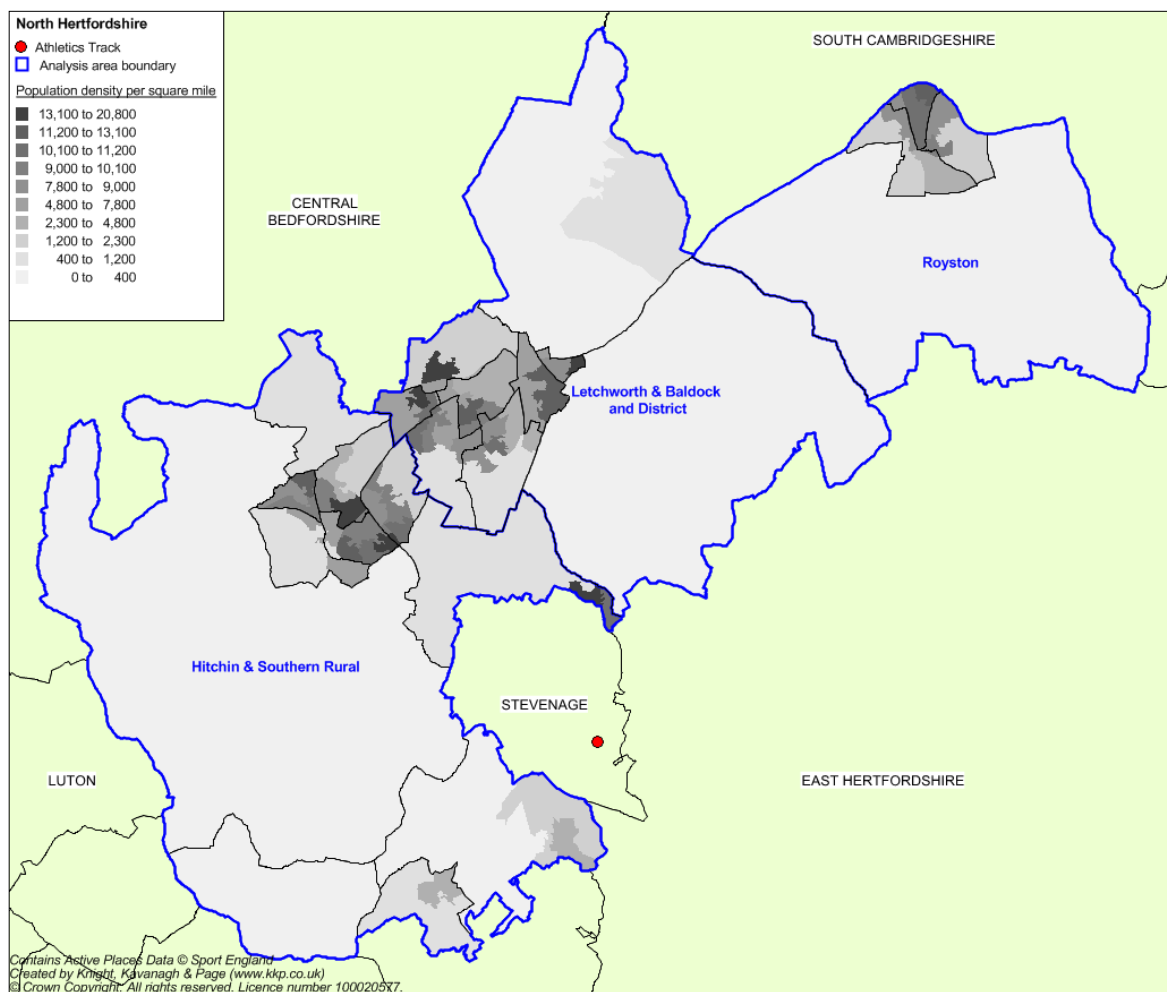 North Hertfordshire
Athletics Track
Analysis area boundary
Population density per square mile
13,100 to 20,800
11,200 to 13,100
10,100 to 11,200
9,000 to 10,100
7,800 to 9,000
4,800 to 7,800
2,300 to 4,800
1,200 to 2,300
400 to 1,200
0 to 400
SOUTH CAMBRIDGESHIRE
CENTRAL
BEDFORDSHIRE
Royston
Letchworth & Baldock
and District
Hitchin & Southern Rural
STEVENAGE
LUTON
EAST HERTFORDSHIRE
Contains Active Places Data © Sport England
Created by Knight, Kavanagh & Page (www.kkp.co.uk)
© Crown Copyright. All rights reserved. Licence number 100020577.